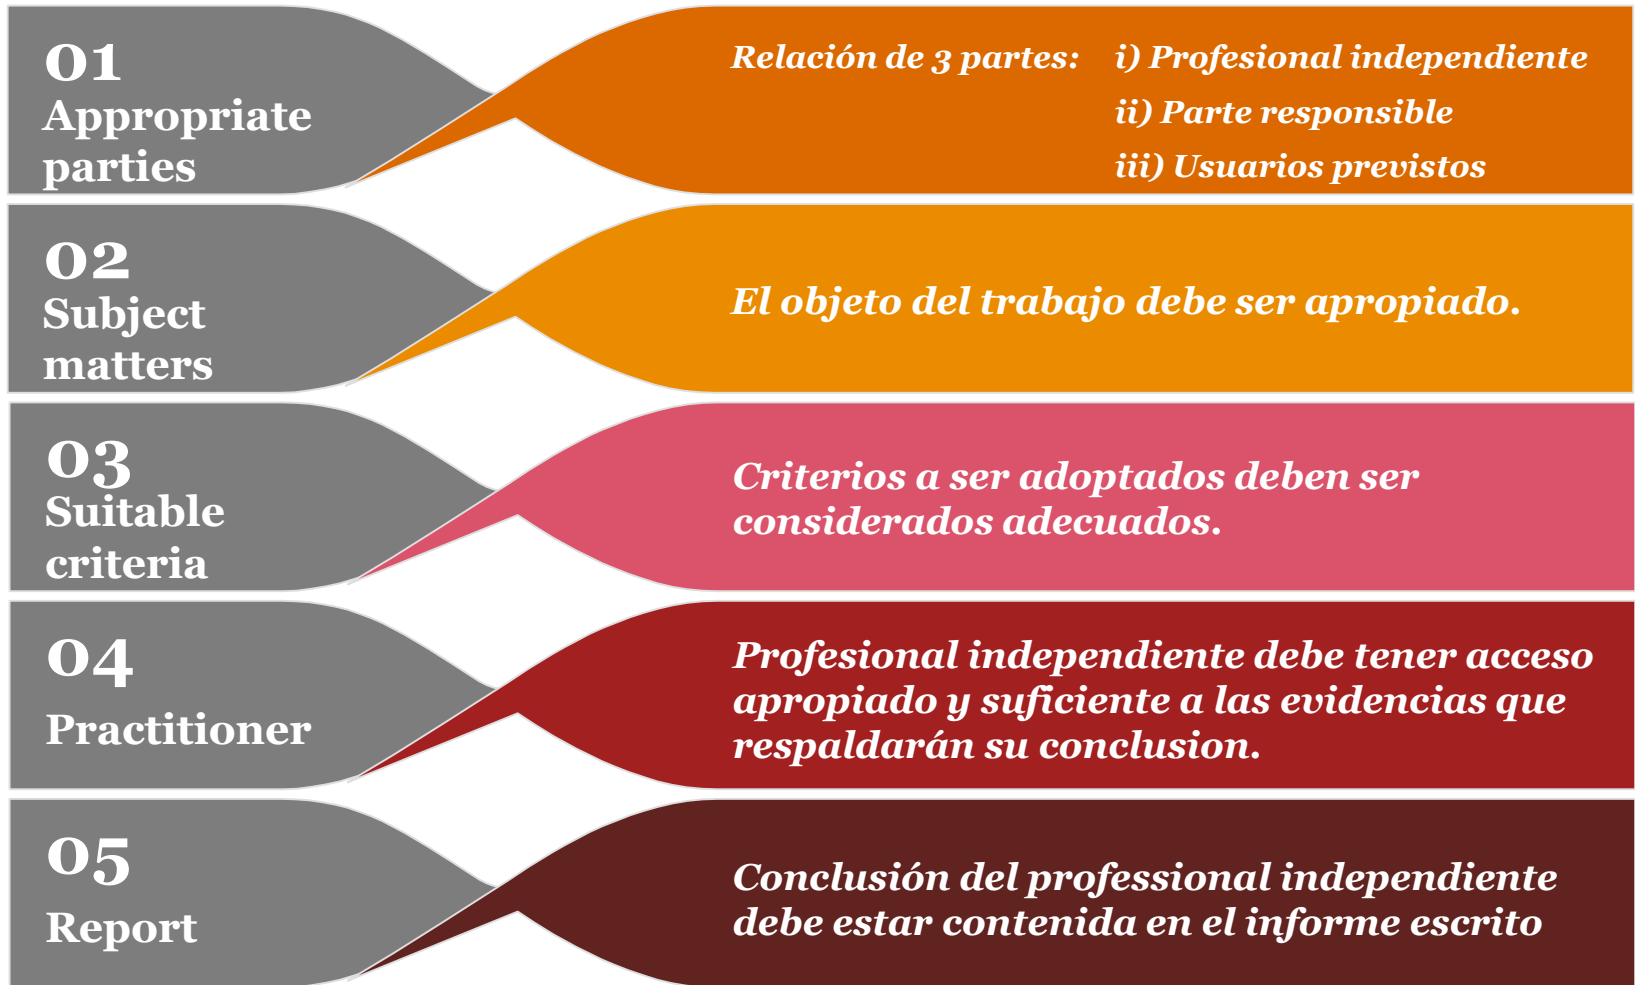 01
Appropriate
parties
Relación de 3 partes: i) Profesional independiente
ii) Parte responsible
iii) Usuarios previstos
02
Subject
matters
El objeto del trabajo debe ser apropiado.
03
Suitable
criteria
Criterios a ser adoptados deben ser
considerados adecuados.
04
Practitioner
Profesional independiente debe tener acceso
apropiado y suficiente a las evidencias que
respaldarán su conclusion.
05
Report
Conclusión del professional independiente
debe estar contenida en el informe escrito